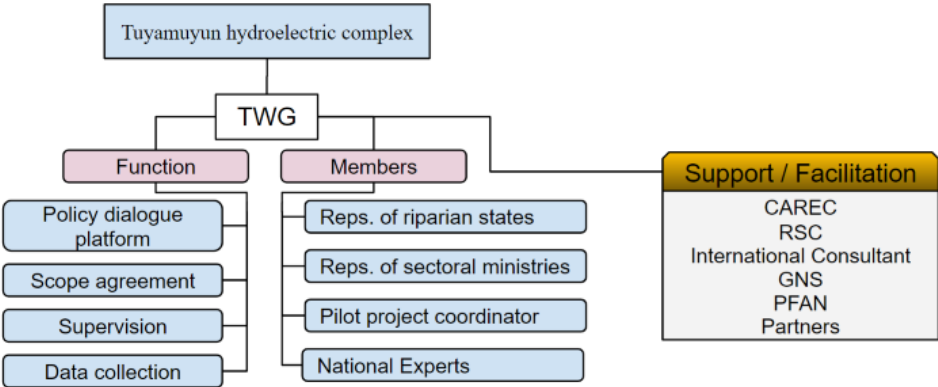 Tuyamuyun hydroelectric complex
TWG
Function
Policy dialogue
platform
Scope agreement
Supervision
Data collection
Members
Reps. of riparian states
Reps. of sectoral ministries
Pilot project coordinator
National Experts
Support / Facilitation
CAREC
RSC
International Consultant
GNS
PFAN
Partners